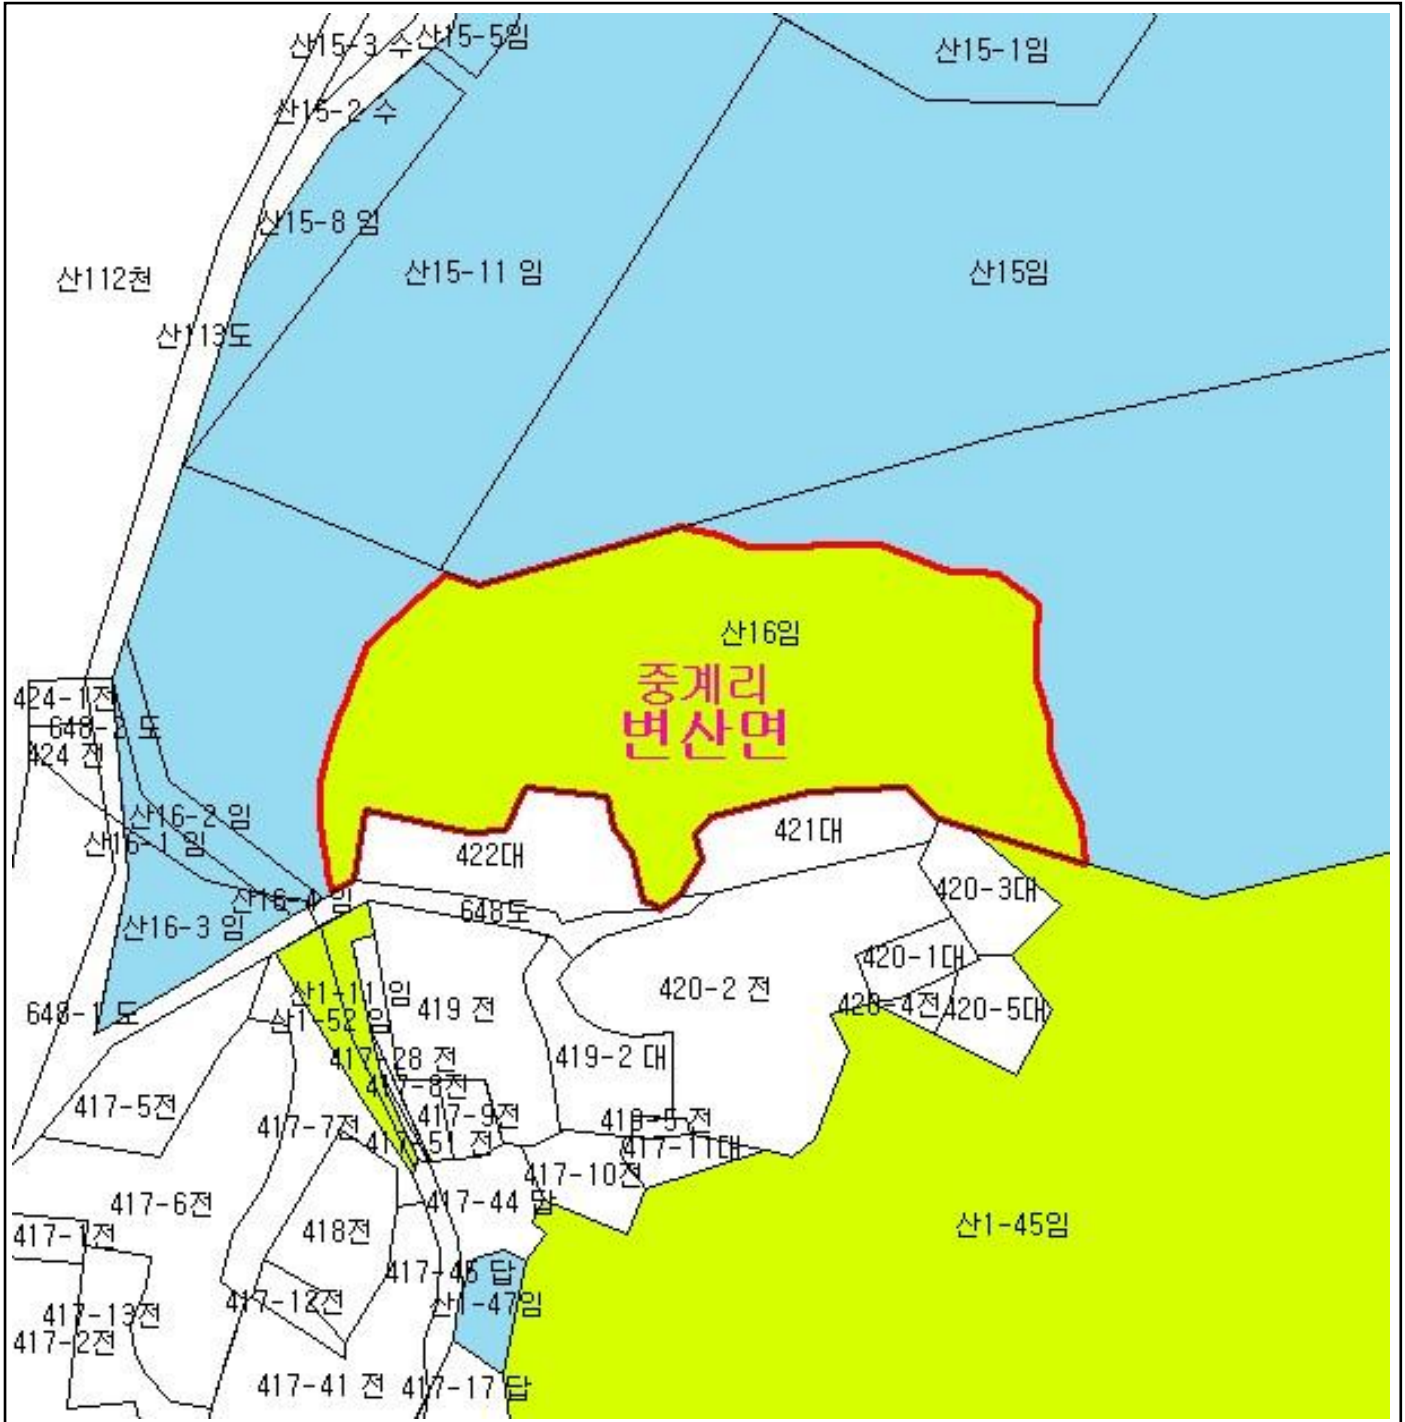 산15-3 수
산15-5임
산15-1임
산15-2 수
산15-8 임
산112천
산15-11 임
산15임
산113도
산16임
중계리
변산면
424-1전
648-2 도
424 전
산16-2 임
산16-1 임
421대
422대
산16-4 임
산16-3 임
648도
420-3대
420-1대
420-2 전
산1-11 임
419 전
420-4전
420-5대
648-1 도
산1-52 임
417-28 전
419-2 대
417-8전
417-5전
417-9전
417-7전
417-51 전
419-5 전
417-11대
417-10전
417-6전
417-44 답
417-1전
418전
산1-45임
417-46 답
417-12전
산1-47임
417-13전
417-2전
417-41 전
417-17 답